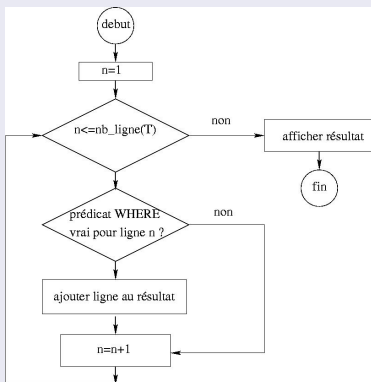 debut
n=1
n<=nb_ligne(T)
non
afficher résultat
fin
prédicat WHERE
vrai pour ligne n ?
non
ajouter ligne au résultat
n=n+1